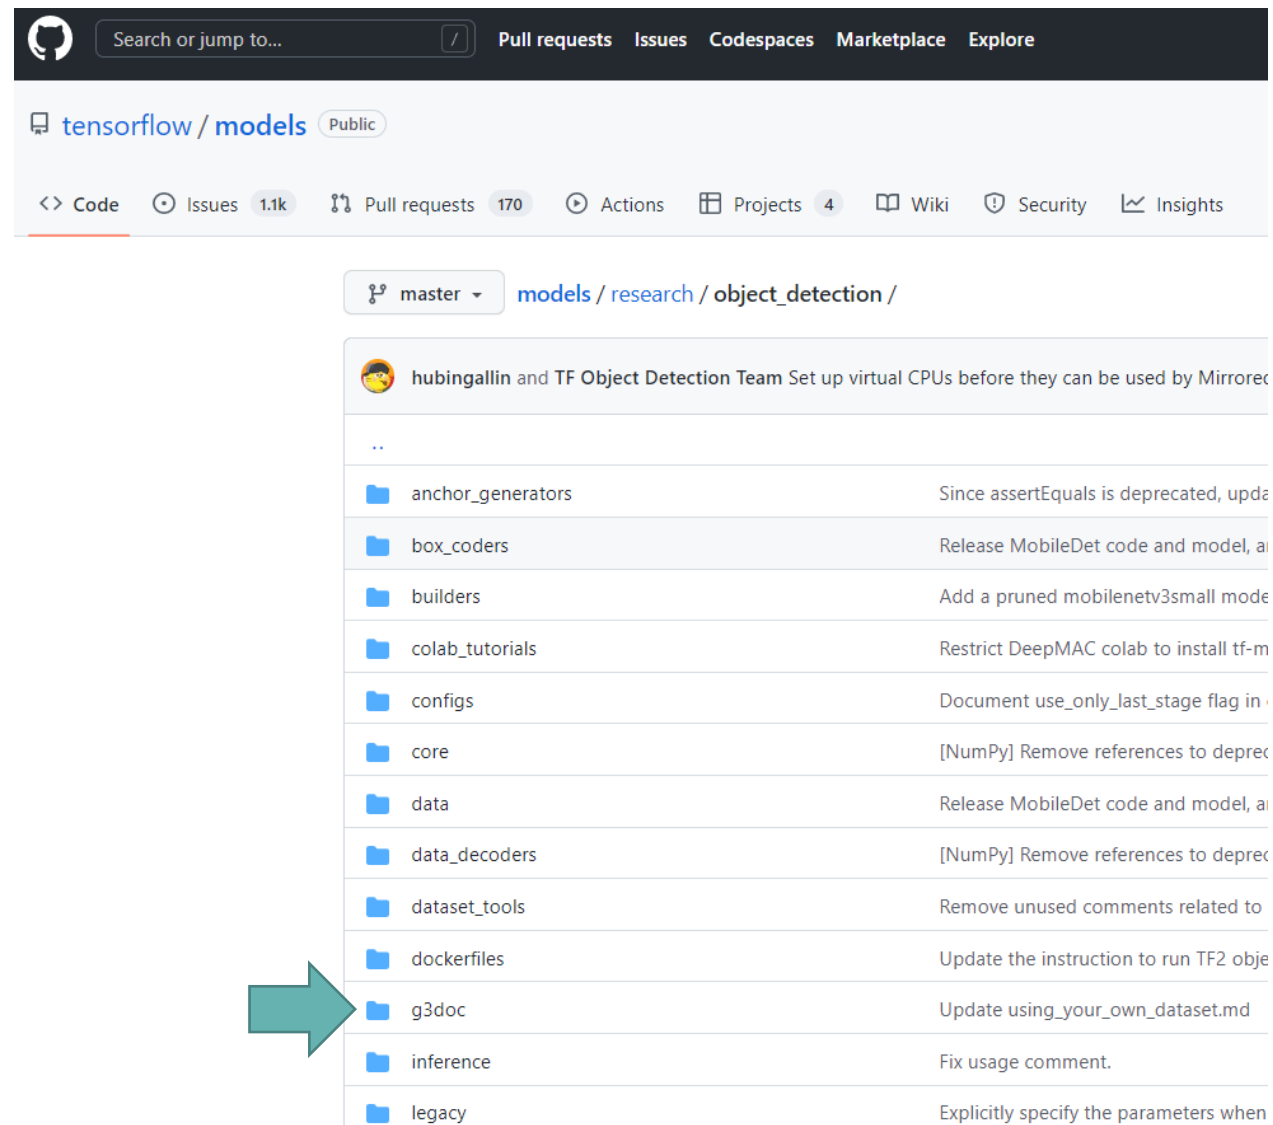 Search or jump to... / Pull requests Issues Codespaces Marketplace Explore
tensorflow / models Public
<> Code Issues 1.1k Pull requests 170 Actions Projects 4 Wiki Security Insights
master models / research / object_detection /
hubingallin and TF Object Detection Team Set up virtual CPUs before they can be used by Mirrored
..
anchor_generators Since assertEquals is deprecated, upda
box_coders Release MobileDet code and model, a
builders Add a pruned mobilenetv3small mode
colab_tutorials Restrict DeepMAC colab to install tf-m
configs Document use_only_last_stage flag in
core [NumPy] Remove references to deprec
data Release MobileDet code and model, a
data_decoders [NumPy] Remove references to deprec
dataset_tools Remove unused comments related to
dockerfiles Update the instruction to run TF2 obje
g3doc Update using_your_own_dataset.md
inference Fix usage comment.
legacy Explicitly specify the parameters when